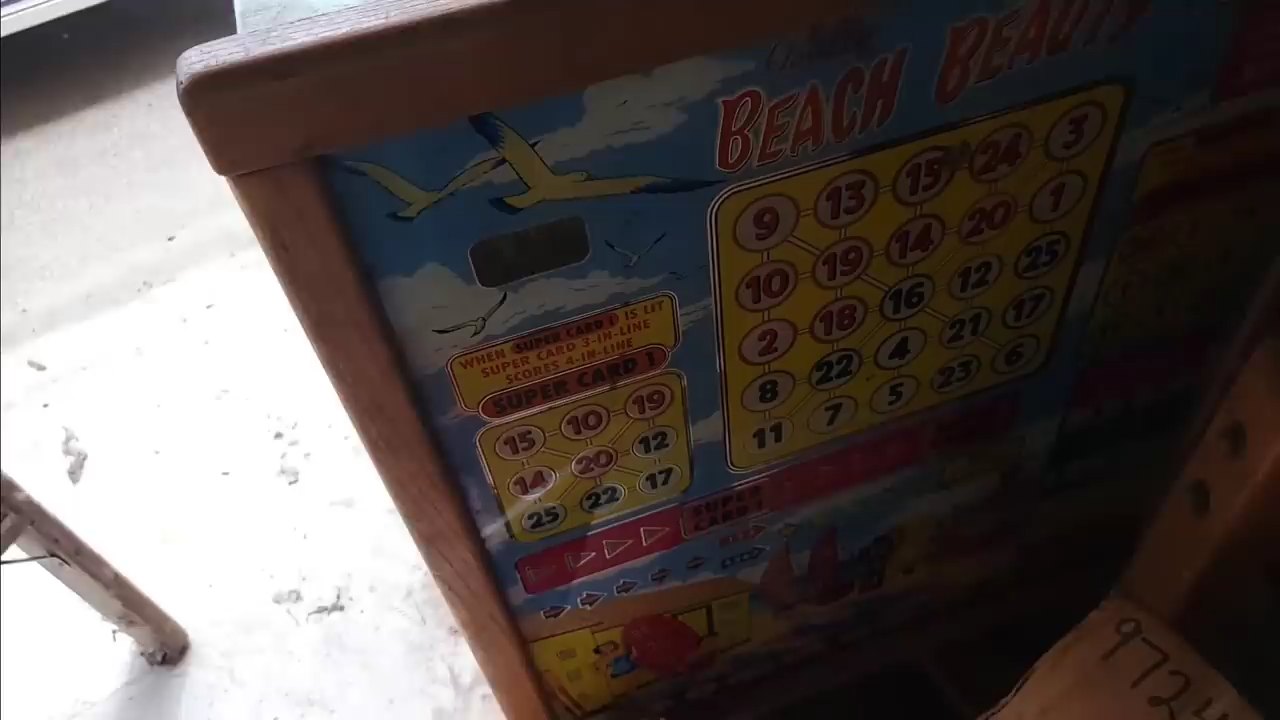 BEACH BEAUTY
9 13 15 24 3
10 19 14 20 1
2 18 16 12 25
8 22 4 21 17
11 7 5 23 6
WHEN SUPER CARD 1 IS LIT
SUPER CARD 3-IN-LINE
SCORES 4-IN-LINE
SUPER CARD 1
15 10 19
14 20 12
25 22 17
SUPER
CARD 1
9724